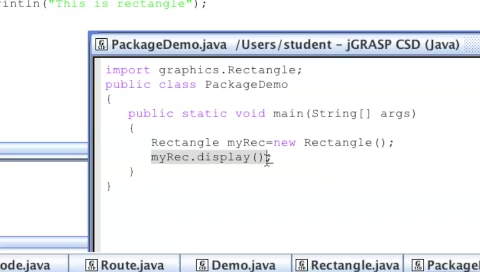 rintln("This is rectangle");
PackageDemo.java /Users/student – jGRASP CSD (Java)
import graphics.Rectangle;
public class PackageDemo
{
public static void main(String[] args)
{
Rectangle myRec=new Rectangle();
myRec.display();
}
}
ode.java Route.java Demo.java Rectangle.java Package